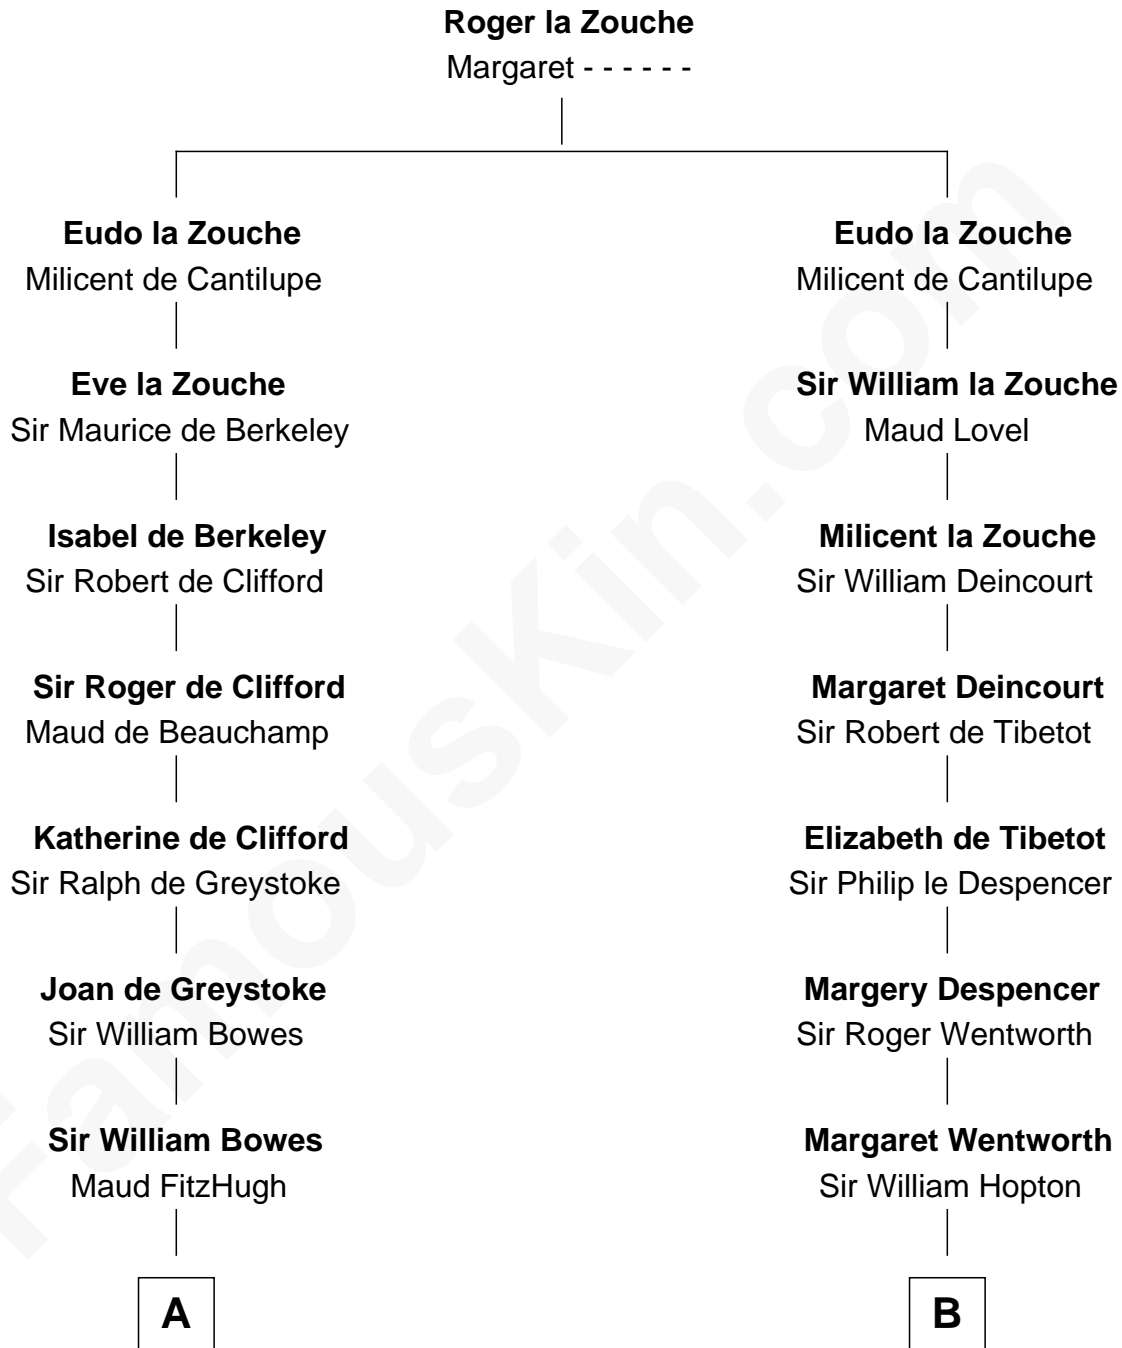 Roger la Zouche
Margaret - - - - - -
Eudo la Zouche
Milicent de Cantilupe
Eve la Zouche
Sir Maurice de Berkeley
Isabel de Berkeley
Sir Robert de Clifford
Sir Roger de Clifford
Maud de Beauchamp
Katherine de Clifford
Sir Ralph de Greystoke
Joan de Greystoke
Sir William Bowes
Sir William Bowes
Maud FitzHugh
A
Eudo la Zouche
Milicent de Cantilupe
Sir William la Zouche
Maud Lovel
Milicent la Zouche
Sir William Deincourt
Margaret Deincourt
Sir Robert de Tibetot
Elizabeth de Tibetot
Sir Philip le Despencer
Margery Despencer
Sir Roger Wentworth
Margaret Wentworth
Sir William Hopton
B
FamousKin.com